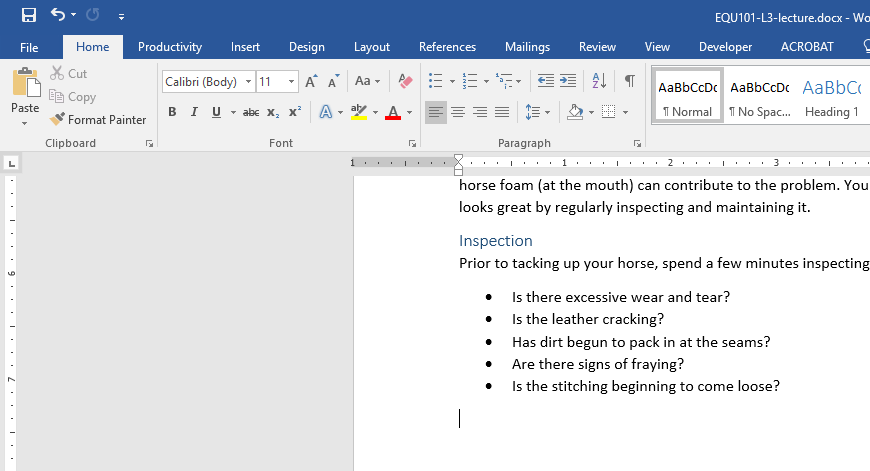 EQU101-L3-lecture.docx - Wo
File Home Productivity Insert Design Layout References Mailings Review View Developer ACROBAT
Paste
Cut
Copy
Format Painter
Calibri (Body) 11
Aa
B I U abc X₂ X² A ab A
AaBbCcDc AaBbCcDc AaBbCc
¶ Normal ¶ No Spac... Heading 1
Clipboard Font Paragraph
1 1 2 3
horse foam (at the mouth) can contribute to the problem. You
looks great by regularly inspecting and maintaining it.
Inspection
Prior to tacking up your horse, spend a few minutes inspecting
• Is there excessive wear and tear?
• Is the leather cracking?
• Has dirt begun to pack in at the seams?
• Are there signs of fraying?
• Is the stitching beginning to come loose?
6
7